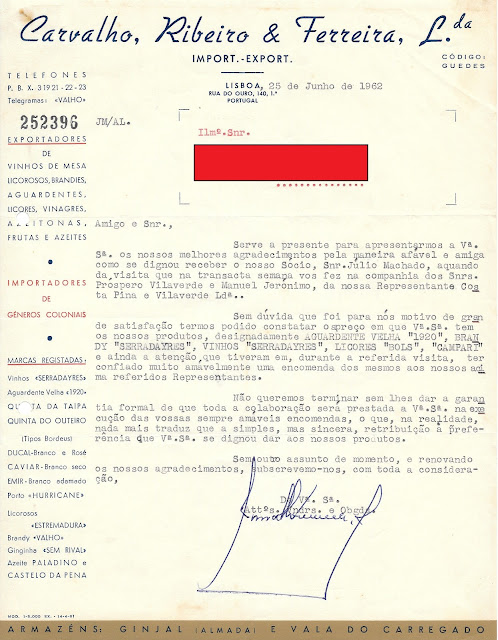 Carvalho, Ribeiro & Ferreira, L.da
IMPORT.-EXPORT.
CÓDIGO:
GUEDES
TELEFONES
P. B. X. 31921-22-23
Telegramas: «VALHO»
252396
EXPORTADORES
DE
VINHOS DE MESA
LICOROSOS, BRANDIES,
AGUARDENTES,
LICORES, VINAGRES,
AZEITONAS,
FRUTAS E AZEITES
IMPORTADORES
DE
GÉNEROS COLONIAIS
MARCAS REGISTADAS:
Vinhos «SERRADAYRES»
Aguardente Velha «1920»
QUINTA DA TAIPA
QUINTA DO OUTEIRO
(Tipos Bordeus)
DUCAL-Branco e Rosé
CAVIAR-Branco seco
EMIR-Branco adamado
Porto «HURRICANE»
Licorosos
«ESTREMADURA»
Brandy «VALHO»
Ginginha «SEM RIVAL»
Azeite PALADINO e
CASTELO DA PENA
LISBOA, 25 de Junho de 1962
RUA DO OURO, 140, 1.º
PORTUGAL
JM/AL.
Ilmº.Snr.
Amigo e Snr.,
Serve a presente para apresentarmos a Vª.
Sª. os nossos melhores agradecimentos pela maneira afável e amiga
como se dignou receber o nosso Socio, Snr.Julio Machado, aquando
da visita que na transacta semana vos fez na companhia dos Snrs.
Prospero Vilaverde e Manuel Jeronimo, da nossa Representante Cos
ta Pina e Vilaverde Ldª..
Sem dúvida que foi para nós motivo de gran
de satisfação termos podido constatar o apreço em que Vª.Sª. tem
os nossos produtos, designadamente AGUARDENTE VELHA "1920", BRAN
DY "SERRADAYRES", VINHOS "SERRADAYRES", LICORES "BOLS", "CAMPARI"
e ainda a atenção que tiveram em, durante a referida visita, ter
confiado muito amavelmente uma encomenda dos mesmos aos nossos aci
ma referidos Representantes.
Não queremos terminar sem lhes dar a garan
tia formal de que toda a colaboração será prestada a Vª.Sª. na exe
cução das vossas sempre amaveis encomendas, o que, na realidade,
nada mais traduz que a simples, mas sincera, retribuição à prefe-
rência que Vª.Sª. se dignou dar aos nossos produtos.
Sem outro assunto de momento, e renovando
os nossos agradecimentos, subscrevemo-nos, com toda a considera-
ção,
De Vª. Sª.
Attºs. Vndrs. e Obgds.
MOD. 1-5.000 EX.
ARMAZÉNS: GINJAL (ALMADA) E VALA DO CARREGADO